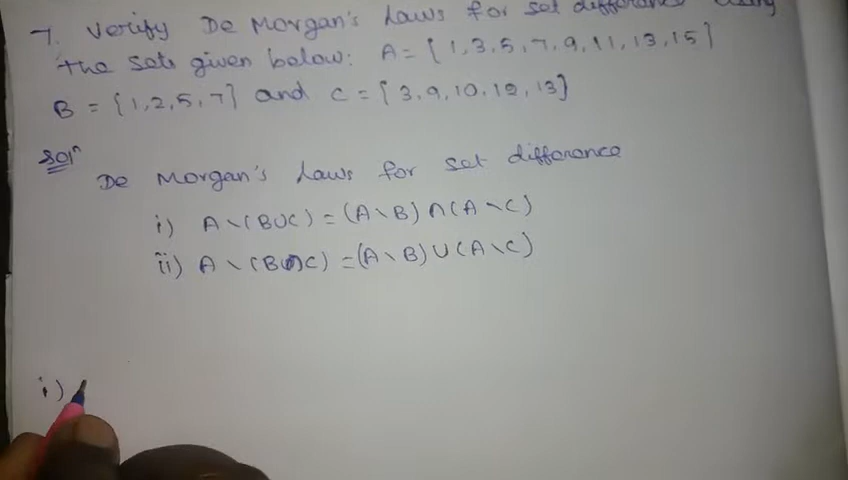 7. Verify De Morgan's Laws for set difference using
the sets given below: A = { 1, 3, 5, 7, 9, 11, 13, 15 }
B = { 1, 2, 5, 7 } and C = { 3, 9, 10, 12, 13 }
Solⁿ
De Morgan's Laws for set difference
i) A \ (B∪C) = (A \ B) ∩ (A \ C)
ii) A \ (B∩C) = (A \ B) ∪ (A \ C)
i)